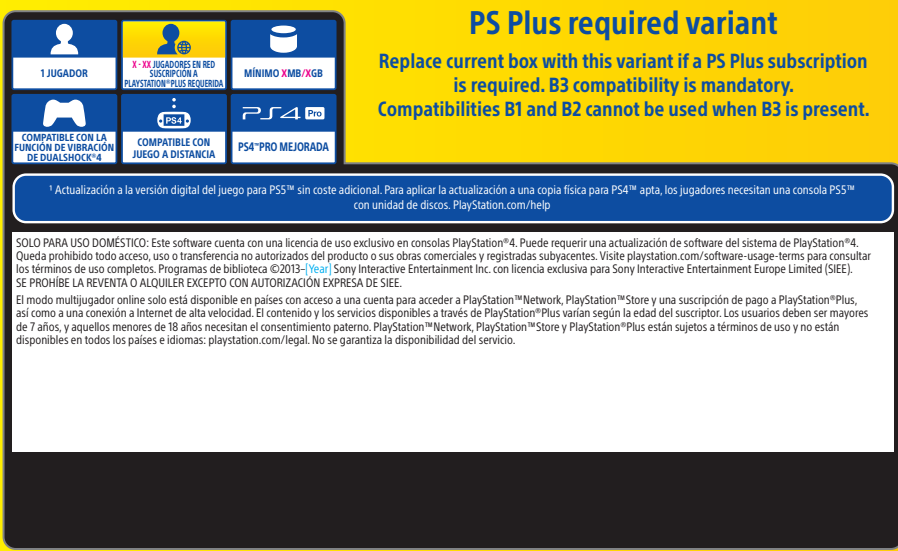 PS Plus required variant
Replace current box with this variant if a PS Plus subscription
is required. B3 compatibility is mandatory.
Compatibilities B1 and B2 cannot be used when B3 is present.
1 JUGADOR
X - XX JUGADORES EN RED
SUSCRIPCIÓN A
PLAYSTATION®PLUS REQUERIDA
MÍNIMO XMB/XGB
COMPATIBLE CON LA
FUNCIÓN DE VIBRACIÓN
DE DUALSHOCK®4
PS4
COMPATIBLE CON
JUEGO A DISTANCIA
PS4 Pro
PS4™PRO MEJORADA
¹ Actualización a la versión digital del juego para PS5™ sin coste adicional. Para aplicar la actualización a una copia física para PS4™ apta, los jugadores necesitan una consola PS5™
con unidad de discos. PlayStation.com/help
SOLO PARA USO DOMÉSTICO: Este software cuenta con una licencia de uso exclusivo en consolas PlayStation®4. Puede requerir una actualización de software del sistema de PlayStation®4.
Queda prohibido todo acceso, uso o transferencia no autorizados del producto o sus obras comerciales y registradas subyacentes. Visite playstation.com/software-usage-terms para consultar
los términos de uso completos. Programas de biblioteca ©2013–[Year] Sony Interactive Entertainment Inc. con licencia exclusiva para Sony Interactive Entertainment Europe Limited (SIEE).
SE PROHÍBE LA REVENTA O ALQUILER EXCEPTO CON AUTORIZACIÓN EXPRESA DE SIEE.
El modo multijugador online solo está disponible en países con acceso a una cuenta para acceder a PlayStation™Network, PlayStation™Store y una suscripción de pago a PlayStation®Plus,
así como a una conexión a Internet de alta velocidad. El contenido y los servicios disponibles a través de PlayStation®Plus varían según la edad del suscriptor. Los usuarios deben ser mayores
de 7 años, y aquellos menores de 18 años necesitan el consentimiento paterno. PlayStation™Network, PlayStation™Store y PlayStation®Plus están sujetos a términos de uso y no están
disponibles en todos los países e idiomas: playstation.com/legal. No se garantiza la disponibilidad del servicio.